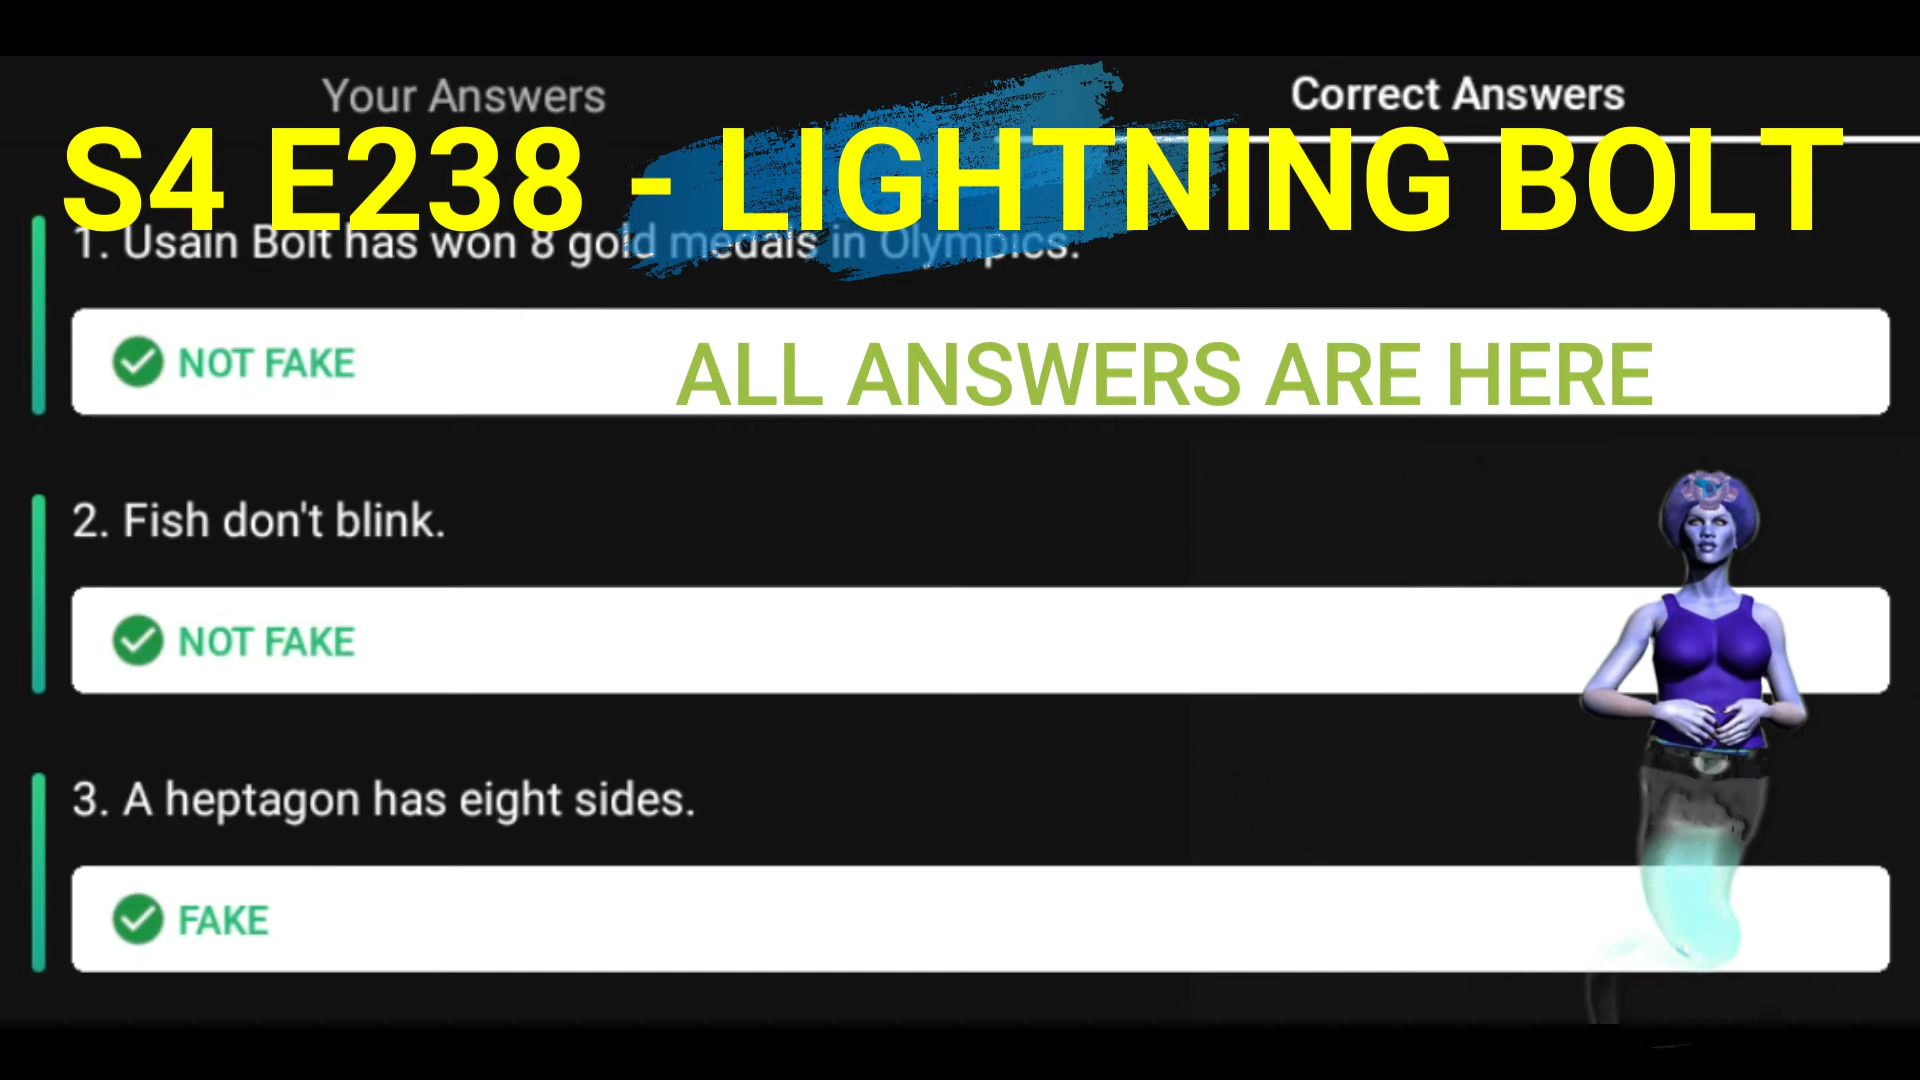 Your Answers
Correct Answers
S4 E238 - LIGHTNING BOLT
1. Usain Bolt has won 8 gold medals in Olympics.
NOT FAKE
ALL ANSWERS ARE HERE
2. Fish don't blink.
NOT FAKE
3. A heptagon has eight sides.
FAKE